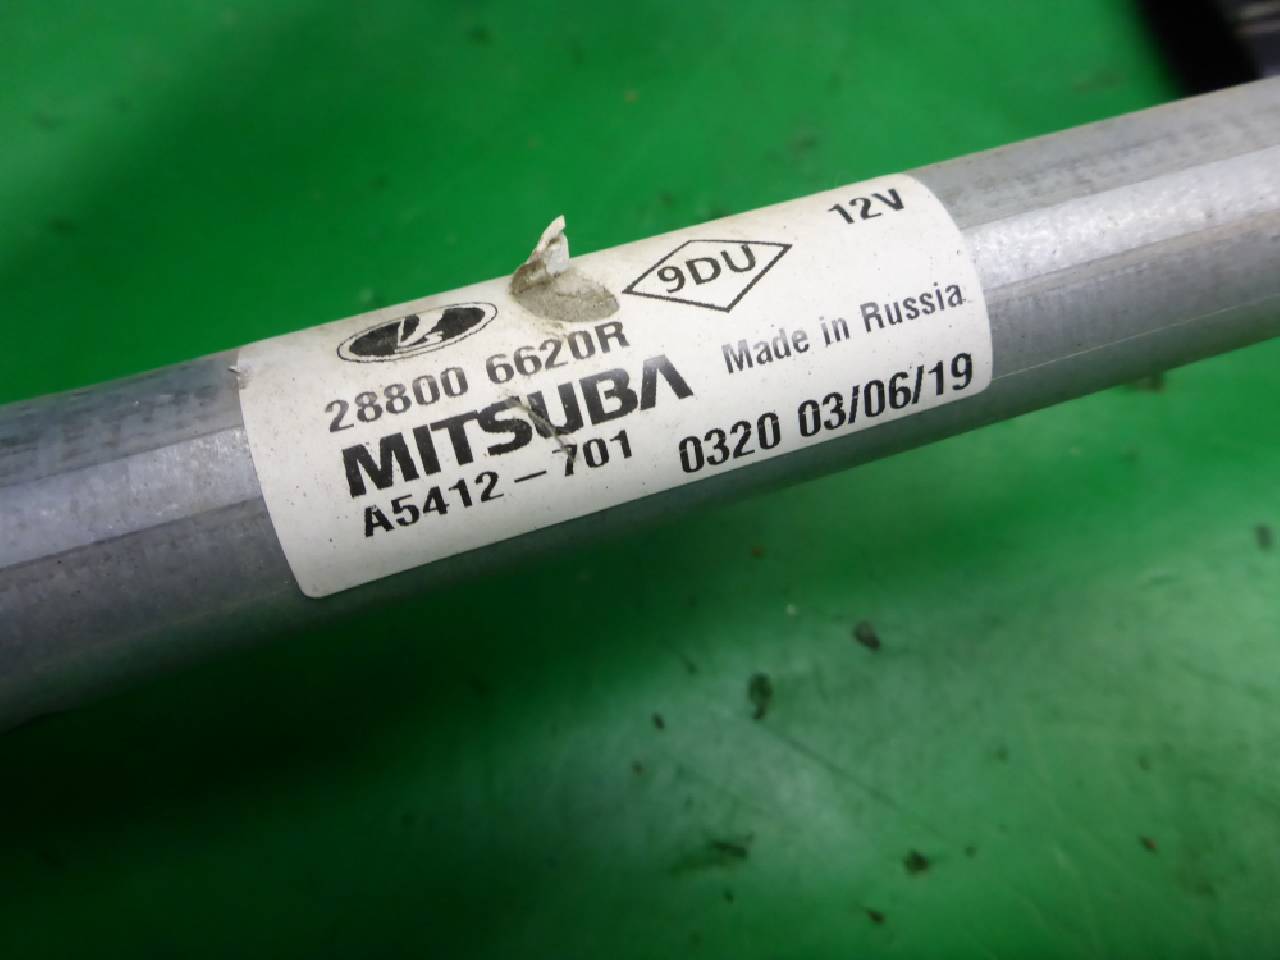 9DU
12V
28800 6620R
MITSUBA
Made in Russia
A5412-701
0320 03/06/19